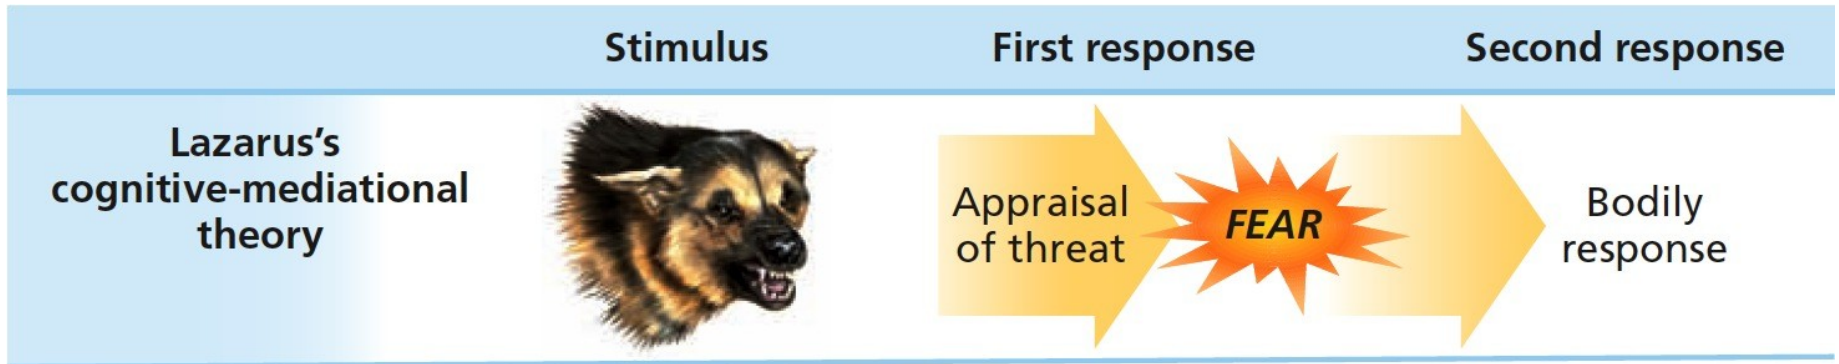 Stimulus First response Second response
Lazarus’s
cognitive-mediational
theory
Appraisal
of threat
FEAR
Bodily
response